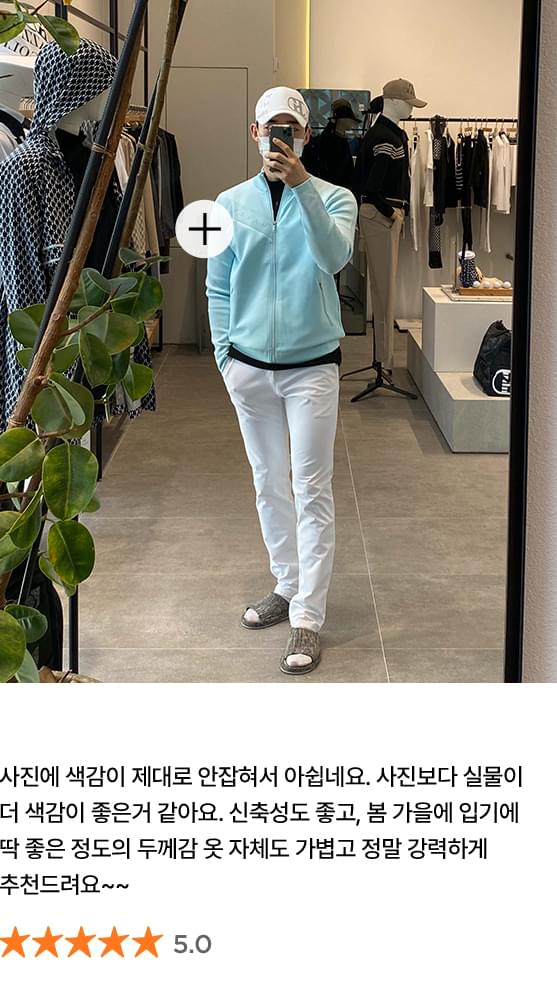 사진에 색감이 제대로 안잡혀서 아쉽네요. 사진보다 실물이
더 색감이 좋은거 같아요. 신축성도 좋고, 봄 가을에 입기에
딱 좋은 정도의 두께감 옷 자체도 가볍고 정말 강력하게
추천드려요~~
5.0